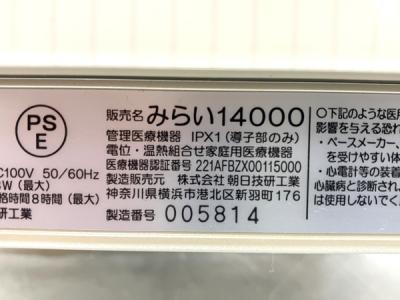 PS
E
C100V 50/60Hz
W（最大）
格時間8時間（最大）
技研工業
販売名 みらい14000
管理医療機器 IPX1（導子部のみ）
電位・温熱組合せ家庭用医療機器
医療機器認証番号 221AFBZX00115000
製造販売元 株式会社 朝日技研工業
神奈川県横浜市港北区新羽町176
製造番号 005814
○下記のような医用
影響を与える恐れ
・ペースメーカー、
を受けやすい体
・心電計等の装着
心臓病と診断され、
は使用しないでく